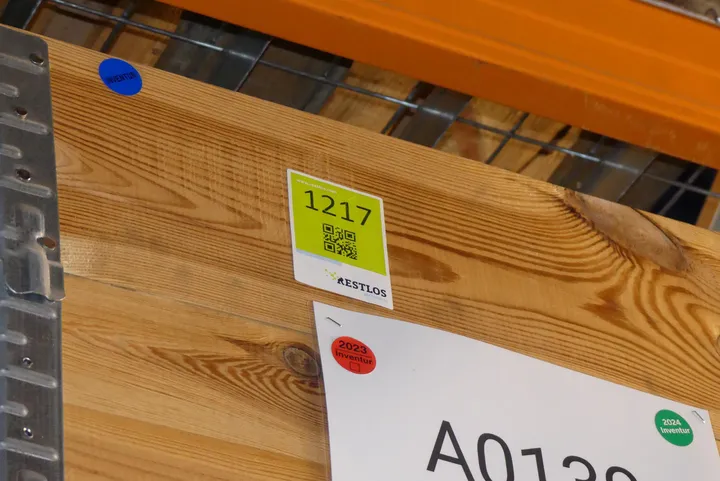 INVENTUR
1217
RESTLOS
2023
Inventur
2024
Inventur